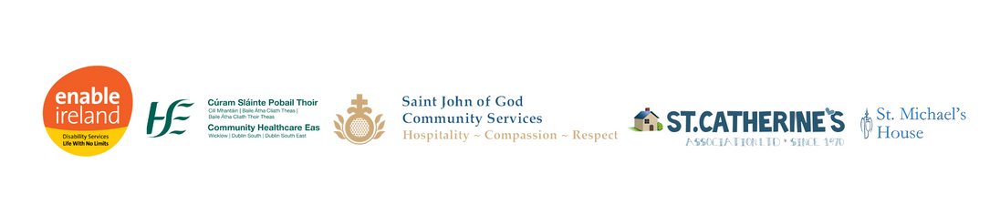 enable
ireland
Disability Services
Life With No Limits
HE
Cúram Sláinte Pobail Thoir
Cill Mhantáin | Baile Átha Cliath Theas |
Baile Átha Cliath Thoir Theas
Community Healthcare Eas
Wicklow | Dublin South | Dublin South East
Saint John of God
Community Services
Hospitality ~ Compassion ~ Respect
ST.CATHERINE'S
ASSOCIATION LTD • SINCE 1970
St. Michael's
House